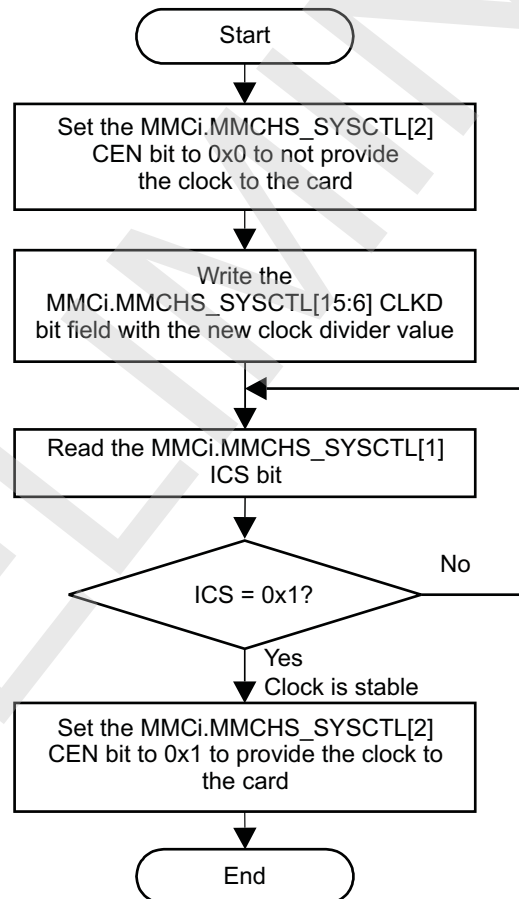 Start
Set the MMCi.MMCHS_SYSCTL[2]
CEN bit to 0x0 to not provide
the clock to the card
Write the
MMCi.MMCHS_SYSCTL[15:6] CLKD
bit field with the new clock divider value
Read the MMCi.MMCHS_SYSCTL[1]
ICS bit
ICS = 0x1?
No
Yes
Clock is stable
Set the MMCi.MMCHS_SYSCTL[2]
CEN bit to 0x1 to provide the clock to
the card
End